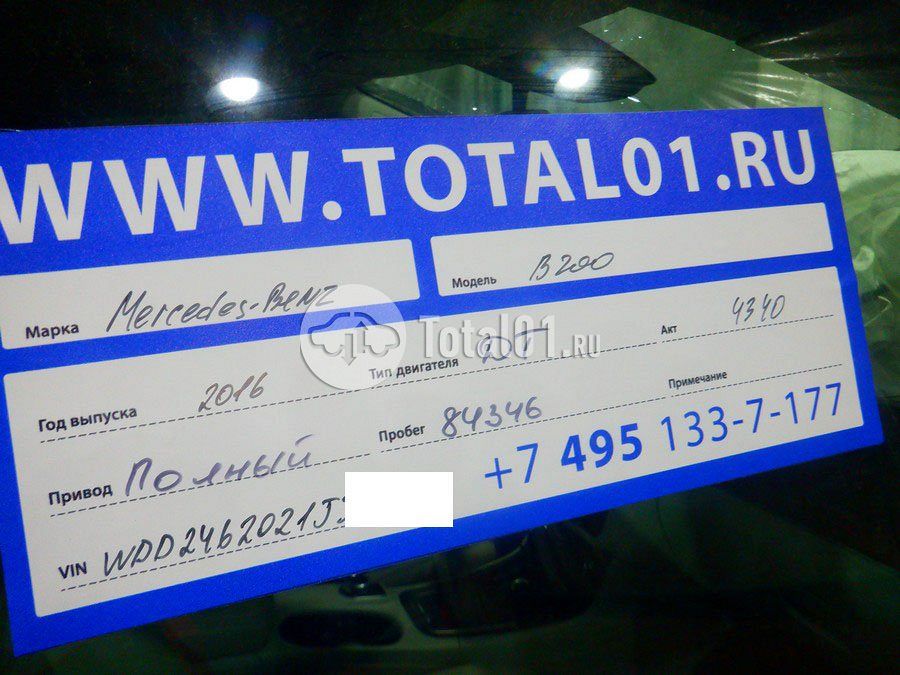 WWW.TOTAL01.RU
Марка Mercedes-Benz
Модель B200
Total01.RU
Год выпуска 2016
Тип двигателя ДТ
Акт 4340
Привод Полный
Пробег 84346
Примечание
VIN WDD2462021J
+7 495 133-7-177